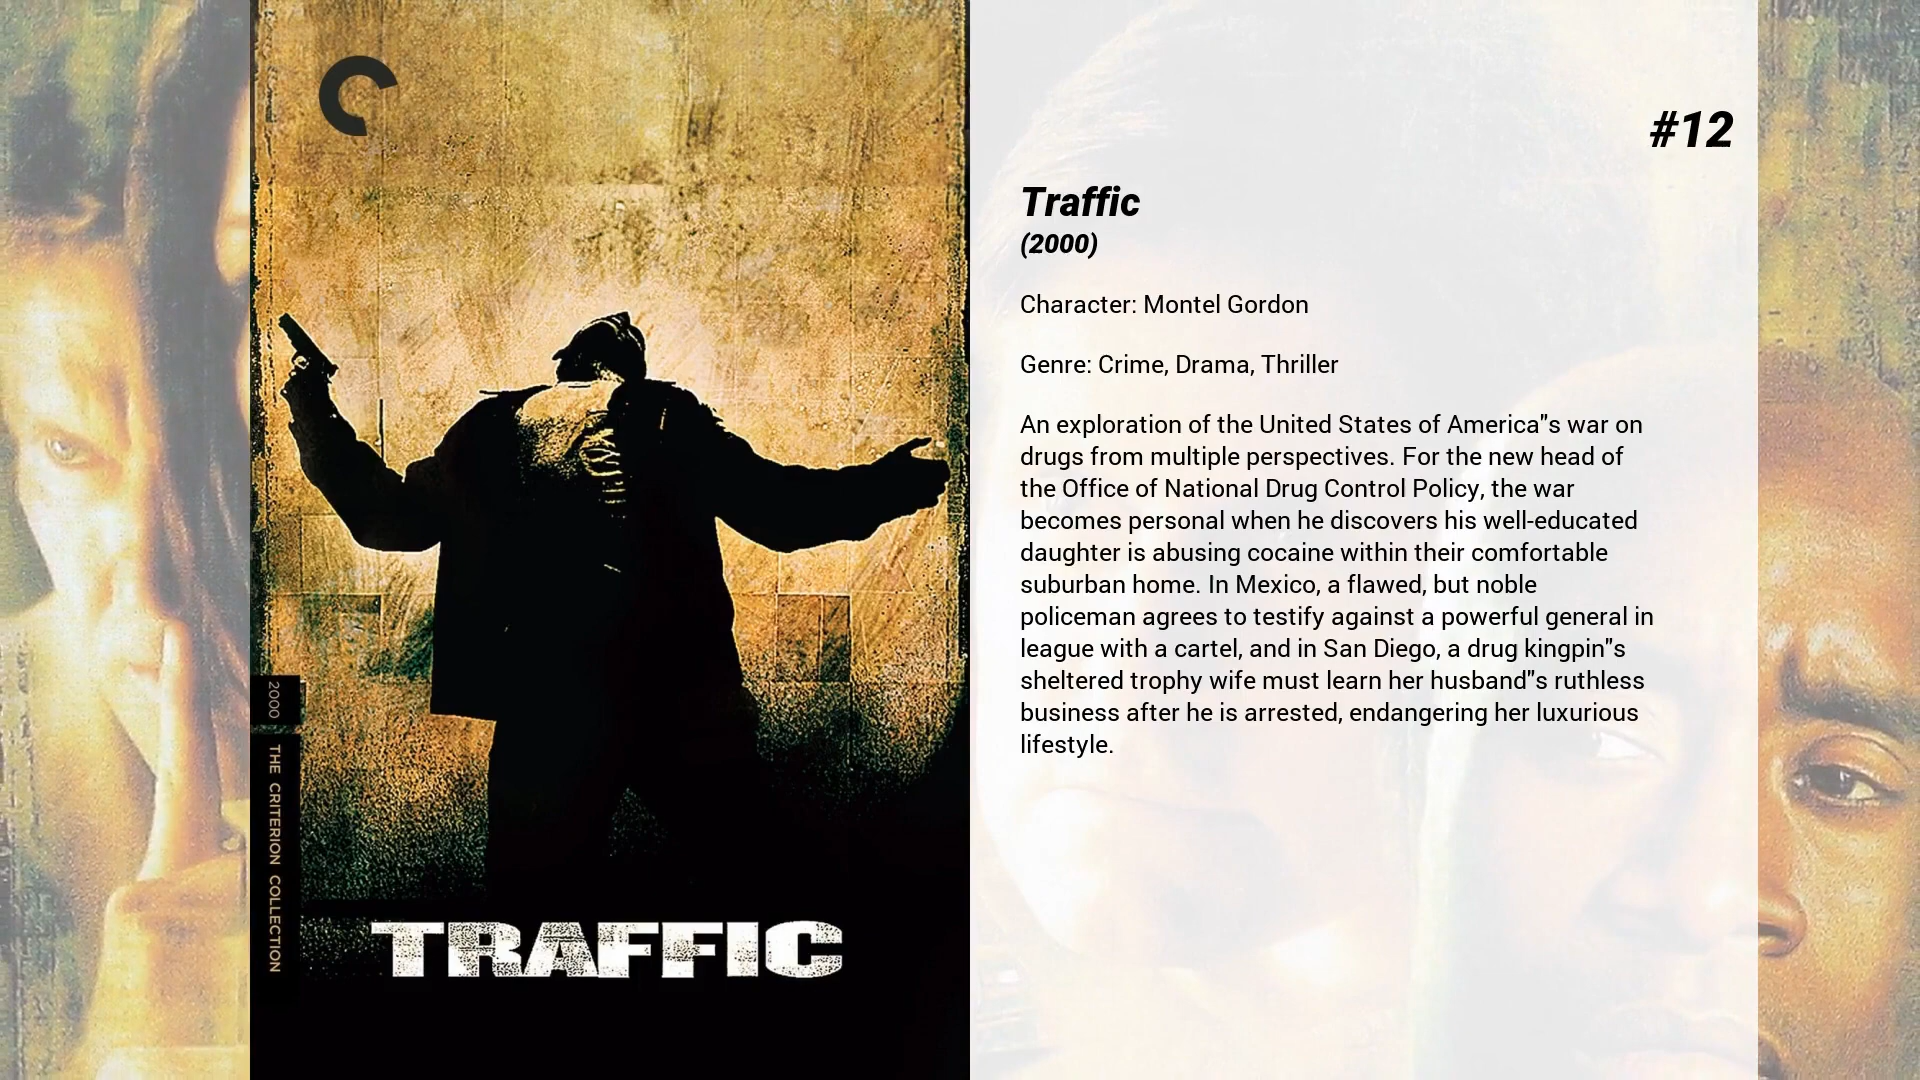 #12
Traffic
(2000)
Character: Montel Gordon
Genre: Crime, Drama, Thriller
An exploration of the United States of America"s war on
drugs from multiple perspectives. For the new head of
the Office of National Drug Control Policy, the war
becomes personal when he discovers his well-educated
daughter is abusing cocaine within their comfortable
suburban home. In Mexico, a flawed, but noble
policeman agrees to testify against a powerful general in
league with a cartel, and in San Diego, a drug kingpin"s
sheltered trophy wife must learn her husband"s ruthless
business after he is arrested, endangering her luxurious
lifestyle.
2000
THE CRITERION COLLECTION
TRAFFIC